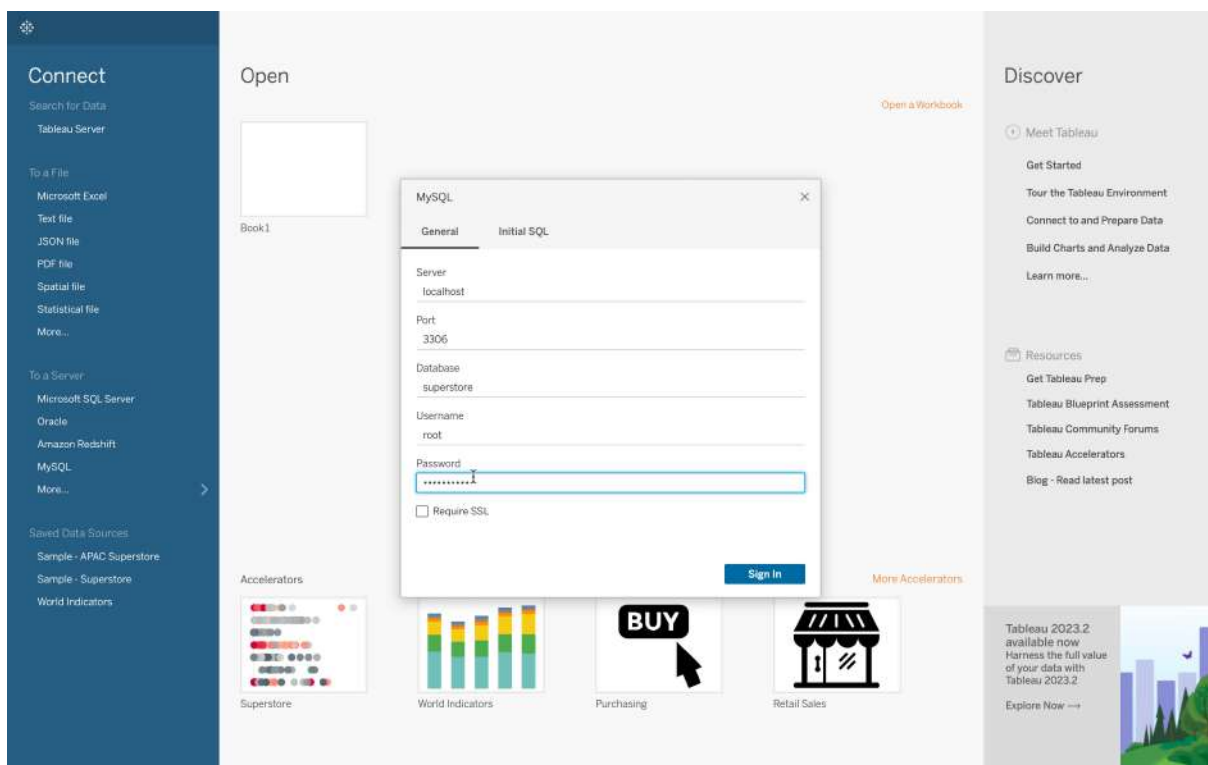 Connect
Search for Data
Tableau Server
To a File
Microsoft Excel
Text file
JSON file
PDF file
Spatial file
Statistical file
More...
To a Server
Microsoft SQL Server
Oracle
Amazon Redshift
MySQL
More...
Saved Data Sources
Sample - APAC Superstore
Sample - Superstore
World Indicators
Open
Open a Workbook
Book1
MySQL
General
Initial SQL
Server
localhost
Port
3306
Database
superstore
Username
root
Password
••••••••••
Require SSL
Sign In
Accelerators
More Accelerators
Superstore
World Indicators
BUY
Purchasing
Retail Sales
Discover
Meet Tableau
Get Started
Tour the Tableau Environment
Connect to and Prepare Data
Build Charts and Analyze Data
Learn more...
Resources
Get Tableau Prep
Tableau Blueprint Assessment
Tableau Community Forums
Tableau Accelerators
Blog - Read latest post
Tableau 2023.2
available now
Harness the full value
of your data with
Tableau 2023.2
Explore Now →